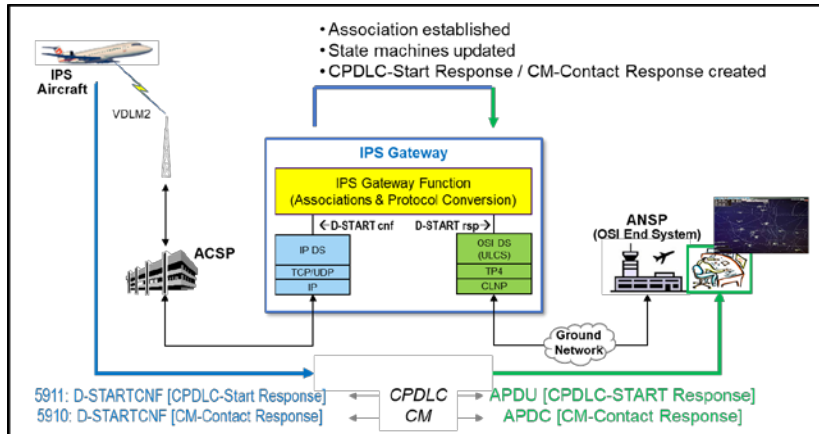 • Association established
• State machines updated
• CPDLC-Start Response / CM-Contact Response created
IPS
Aircraft
VDLM2
IPS Gateway
IPS Gateway Function
(Associations & Protocol Conversion)
D-START cnf
D-START rsp
ANSP
(OSI End System)
ACSP
IP DS
TCP/UDP
IP
OSI DS
(ULCS)
TP4
CLNP
Ground
Network
5911: D-STARTCNF [CPDLC-Start Response]
CPDLC
APDU [CPDLC-START Response]
5910: D-STARTCNF [CM-Contact Response]
CM
APDC [CM-Contact Response]